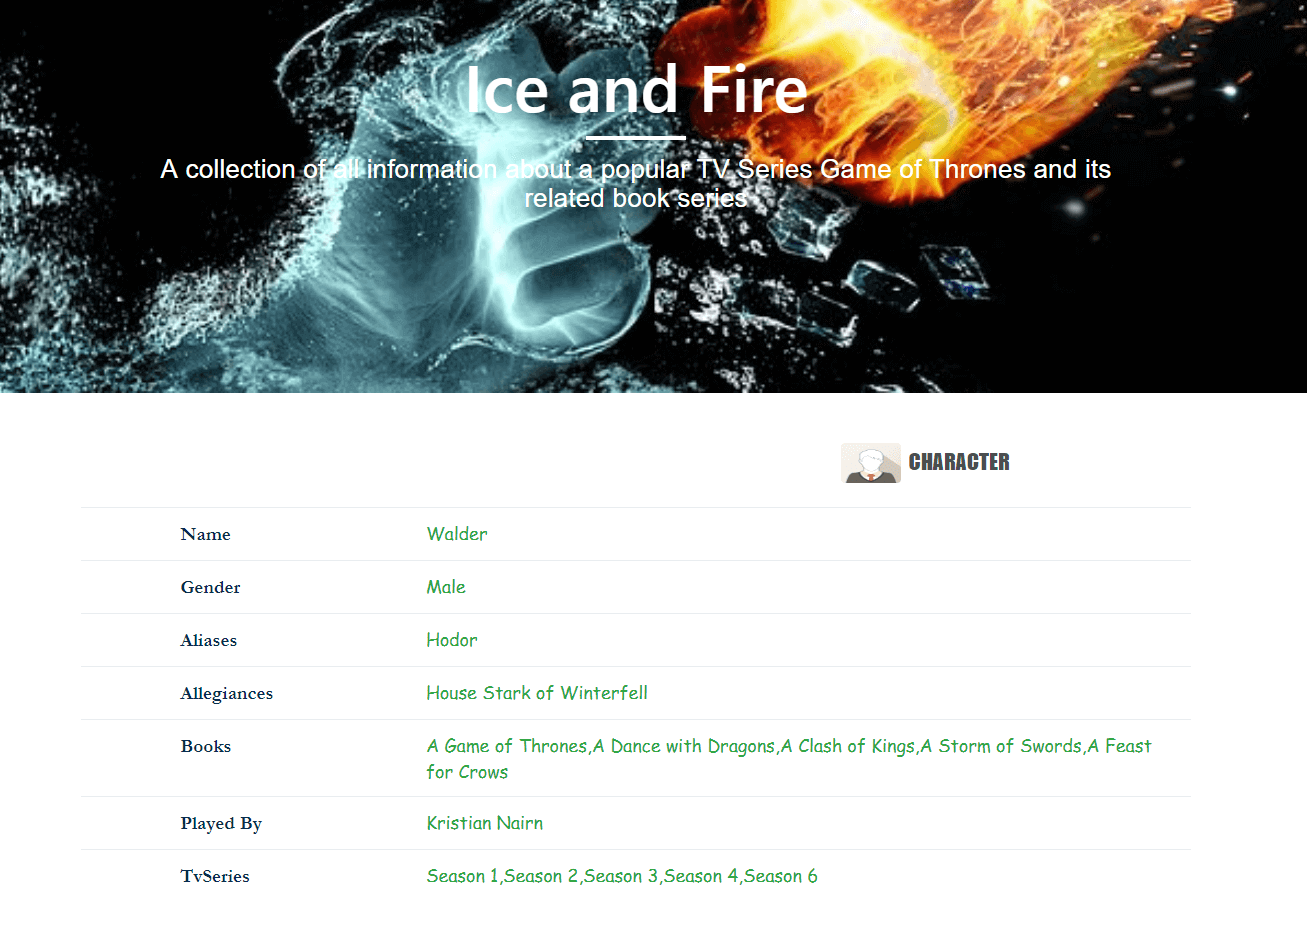 Ice and Fire
A collection of all information about a popular TV Series Game of Thrones and its
related book series
CHARACTER
Name Walder
Gender Male
Aliases Hodor
Allegiances House Stark of Winterfell
Books A Game of Thrones,A Dance with Dragons,A Clash of Kings,A Storm of Swords,A Feast
for Crows
Played By Kristian Nairn
TvSeries Season 1,Season 2,Season 3,Season 4,Season 6